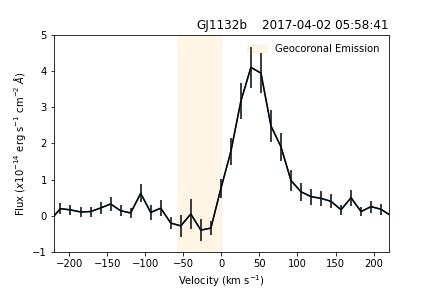 GJ1132b 2017-04-02 05:58:41
Geocoronal Emission
Flux (x10⁻¹⁴ erg s⁻¹ cm⁻² Å)
5
4
3
2
1
0
−1
−200 −150 −100 −50 0 50 100 150 200
Velocity (km s⁻¹)